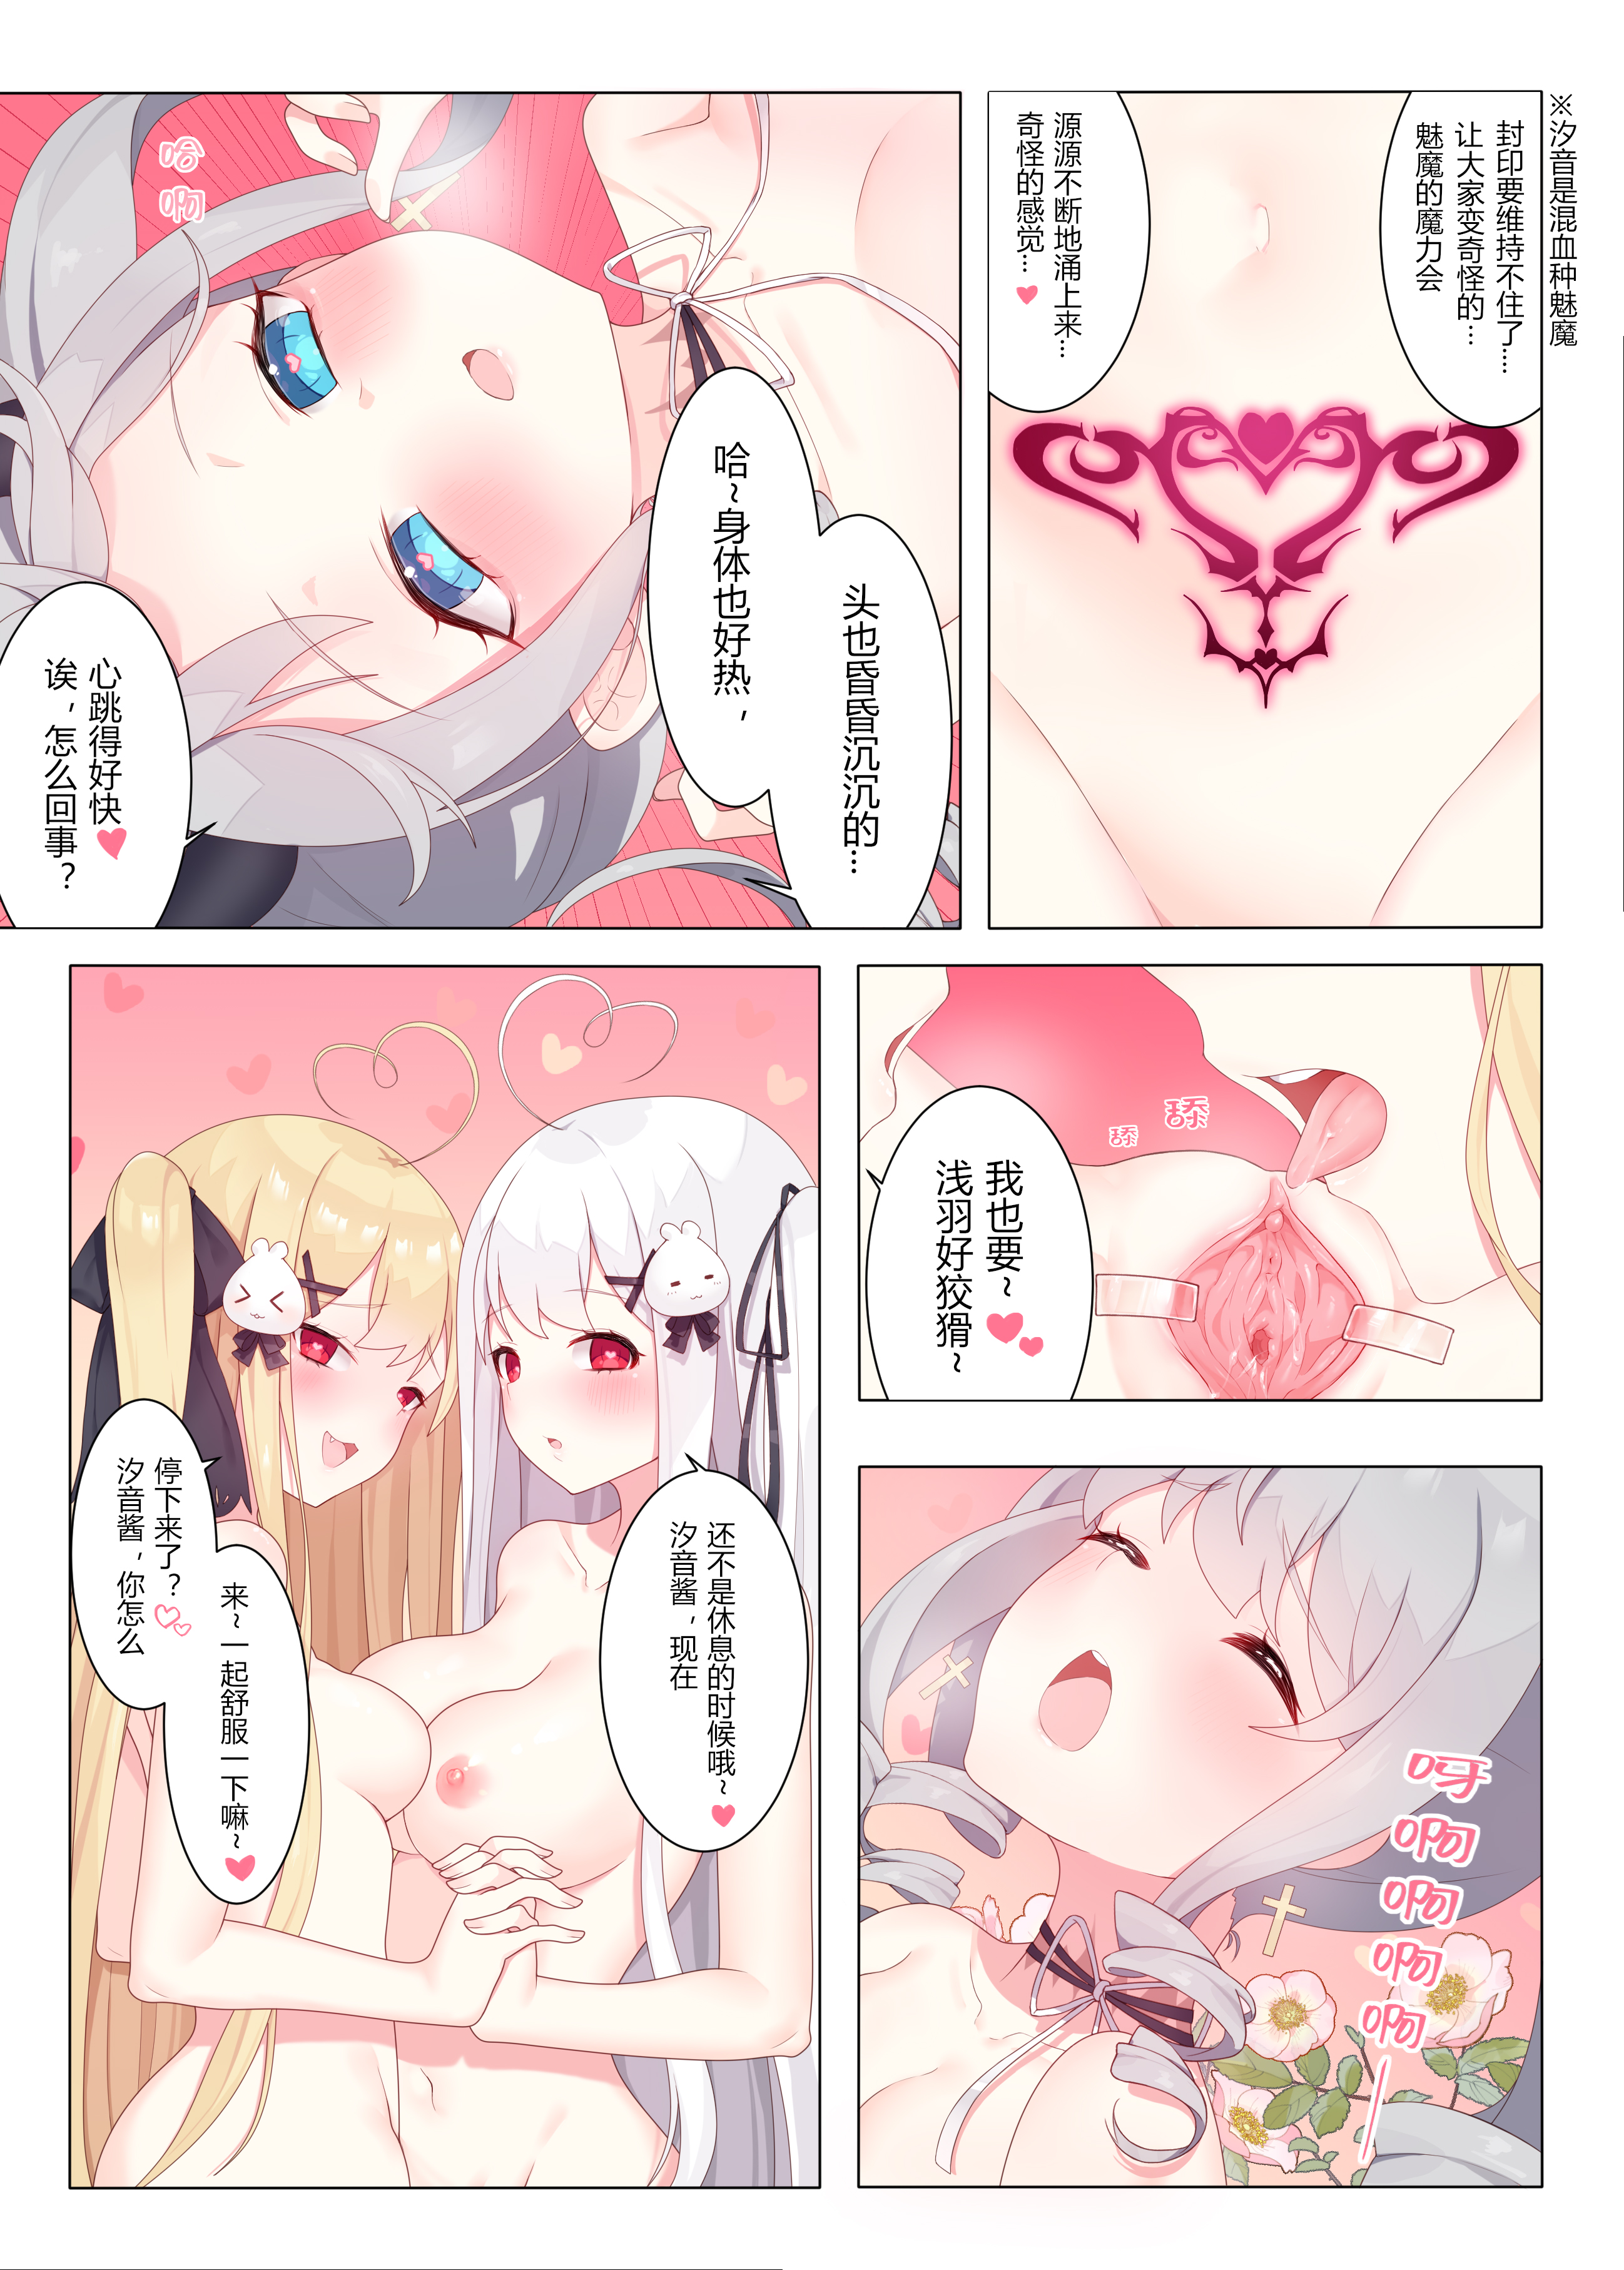 ※汐音是混血种魅魔
封印要维持不住了…
让大家变奇怪的…
魅魔的魔力会
源源不断地涌上来…
奇怪的感觉…
头也昏昏沉沉的…
哈~身体也好热，
心跳得好快
诶，怎么回事？
哈
啊
我也要~
浅羽好狡猾~
舔
舔
呀啊啊啊啊
还不是休息的时候哦~
汐音酱，现在
来~一起舒服一下嘛~
停下来了？
汐音酱，你怎么